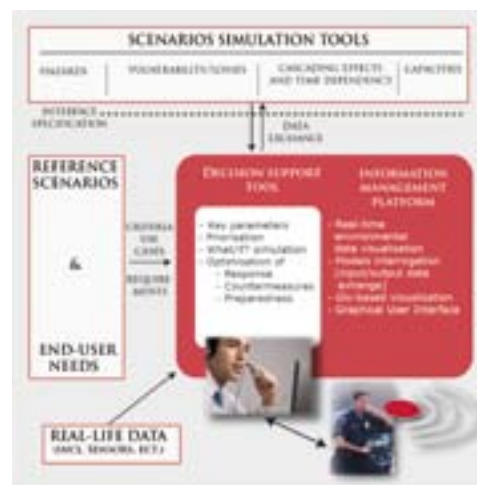 SCENARIOS SIMULATION TOOLS
HAZARDS
VULNERABILITY/LOSSES
CASCADING EFFECTS
AND TIME DEPENDENCY
CAPACITIES
INTERFACE
SPECIFICATION
DATA
EXCHANGE
REFERENCE
SCENARIOS
&
END-USER
NEEDS
CRITERIA
USE
CASES
REQUIRE
MENTS
DECISION SUPPORT
TOOL
- Key parameters
- Priorisation
- What/if? simulation
- Optimisation of
- Response
- Countermeasures
- Preparedness
INFORMATION
MANAGEMENT
PLATFORM
- Real-time
environmental
data visualisation
- Models interrogation
(input/output data
exhange)
- Gis-based visualisation
- Graphical User Interface
REAL-LIFE DATA
(INCL SENSORS, ECT.)